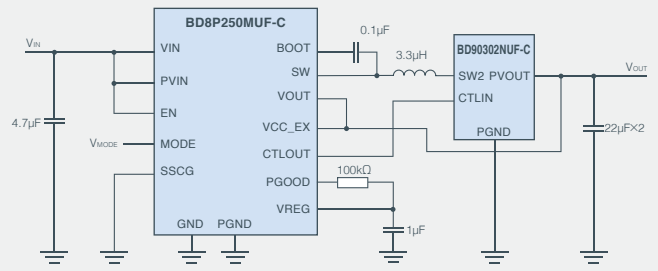 BD8P250MUF-C
VIN
VIN
PVIN
EN
4.7µF
VMODE
MODE
SSCG
GND
PGND
BOOT
SW
VOUT
VCC_EX
CTLOUT
PGOOD
VREG
0.1µF
3.3µH
100kΩ
1µF
BD90302NUF-C
SW2 PVOUT
CTLIN
PGND
VOUT
22µF×2